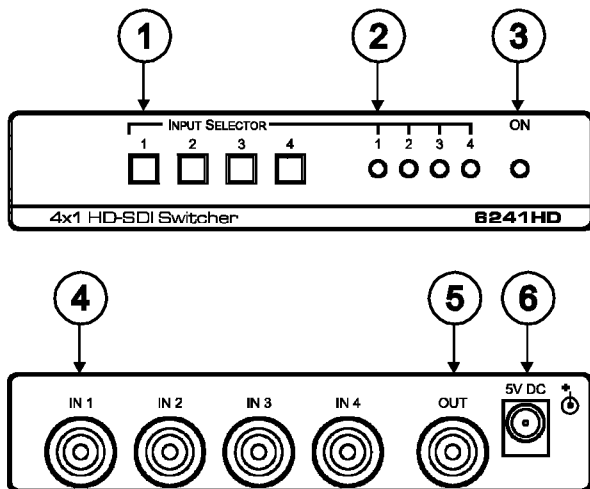 1 2 3
INPUT SELECTOR ON
1 2 3 4 1 2 3 4
4x1 HD-SDI Switcher 6241HD
4 5 6
IN 1 IN 2 IN 3 IN 4 OUT 5V DC +